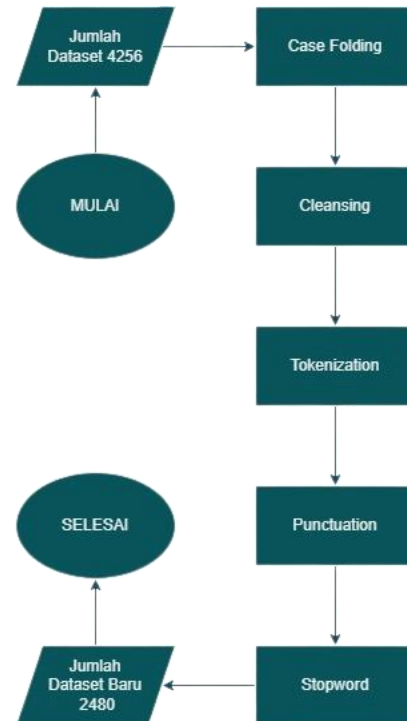 Jumlah
Dataset 4256
Case Folding
MULAI
Cleansing
Tokenization
SELESAI
Punctuation
Jumlah
Dataset Baru
2480
Stopword